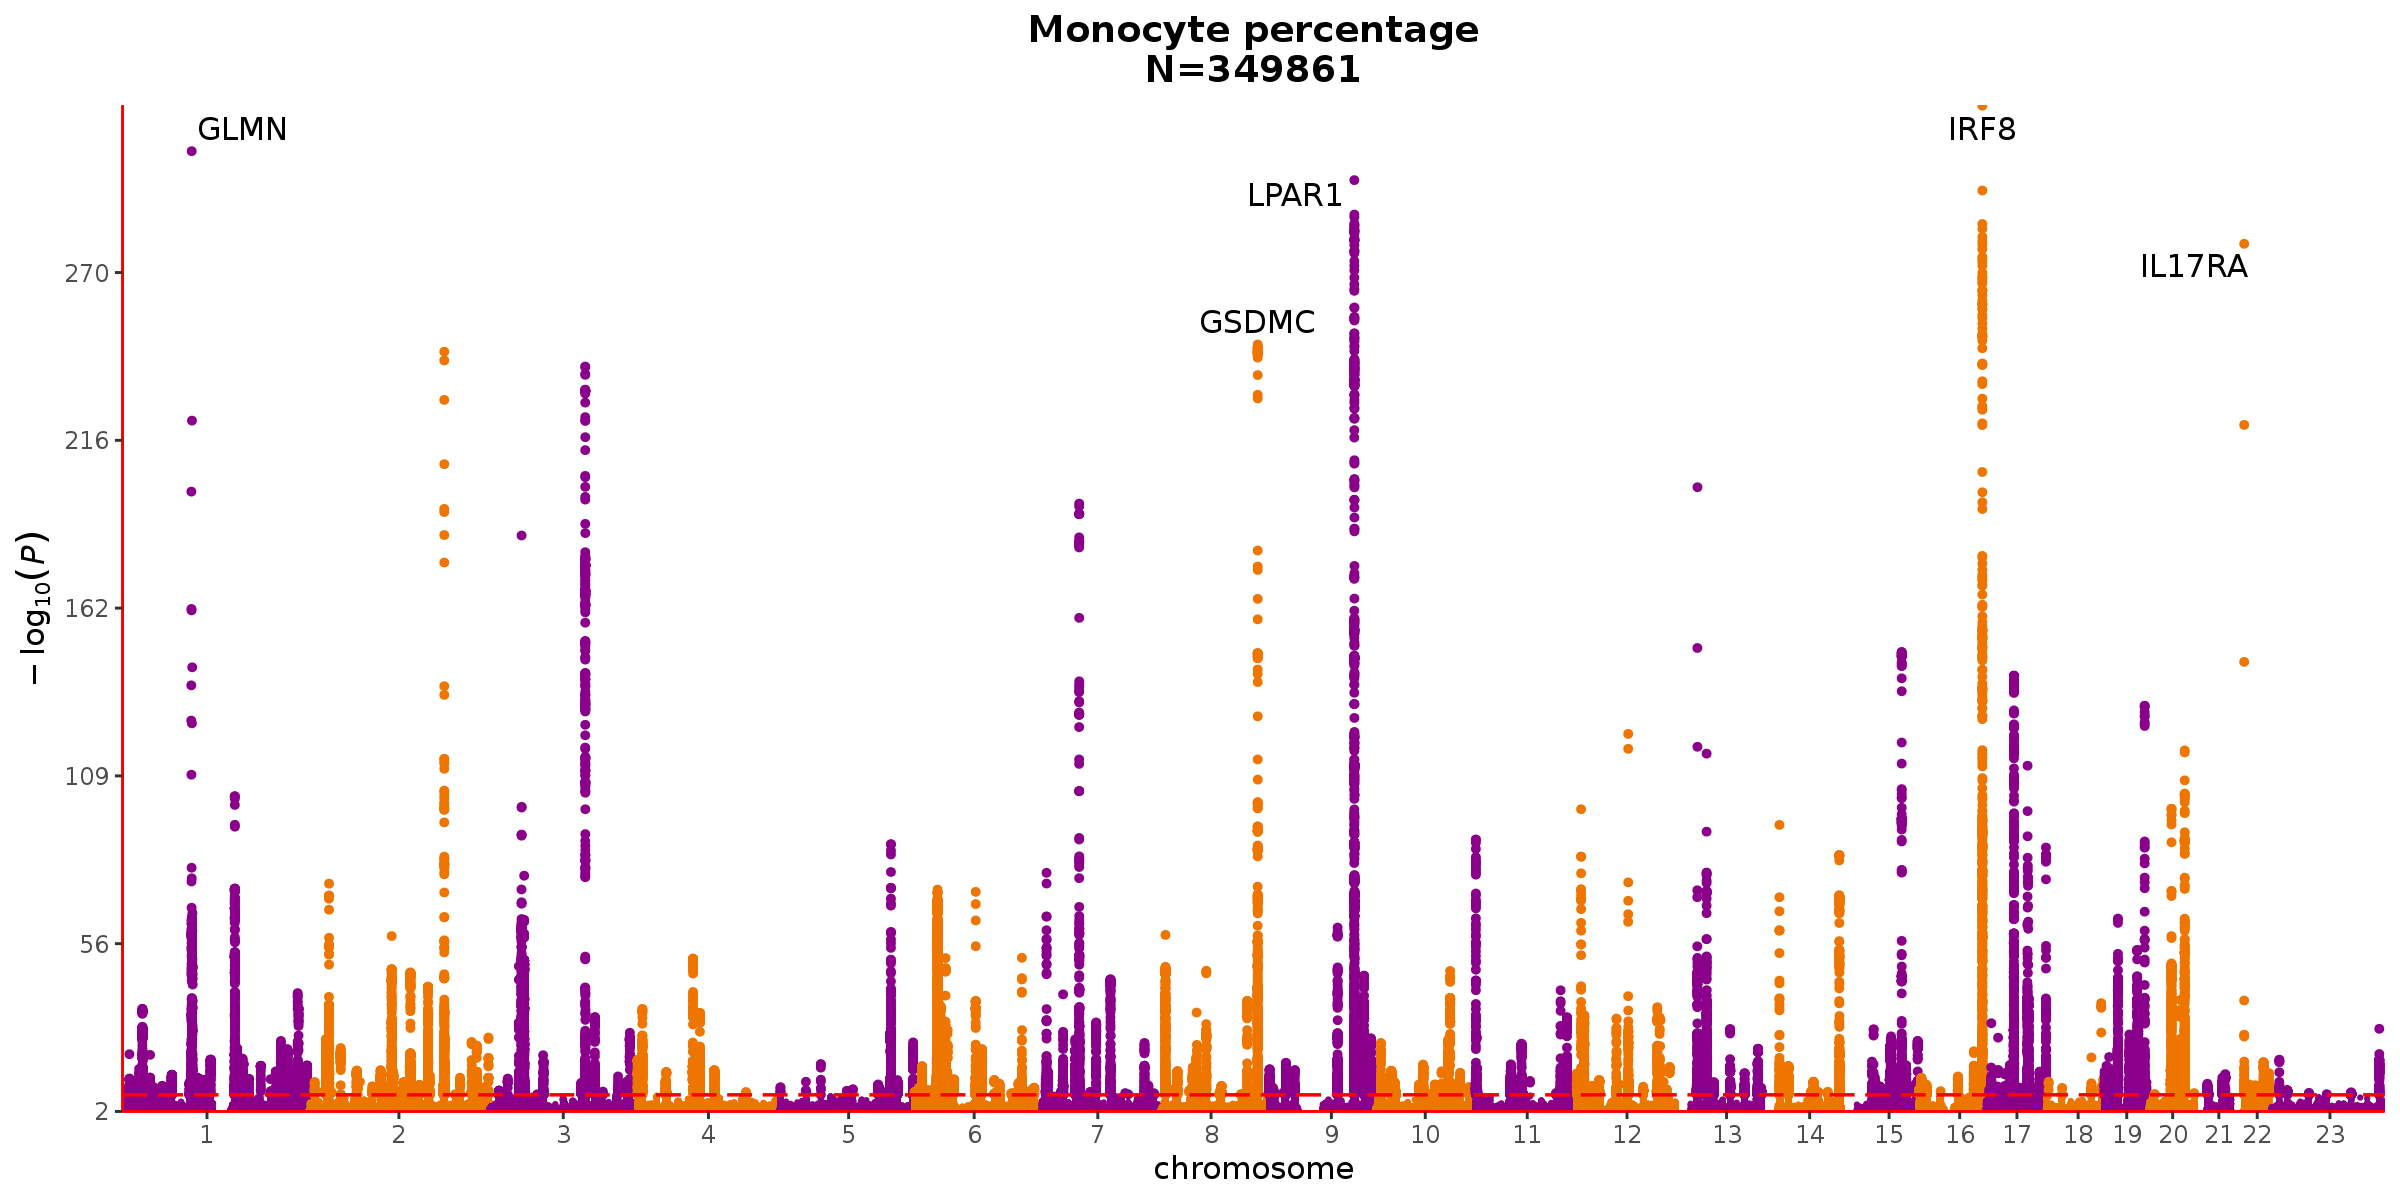 Monocyte percentage
N=349861
GLMN
IRF8
LPAR1
IL17RA
GSDMC
270
216
162
109
56
2
−log10(P)
1 2 3 4 5 6 7 8 9 10 11 12 13 14 15 16 17 18 19 20 21 22 23
chromosome